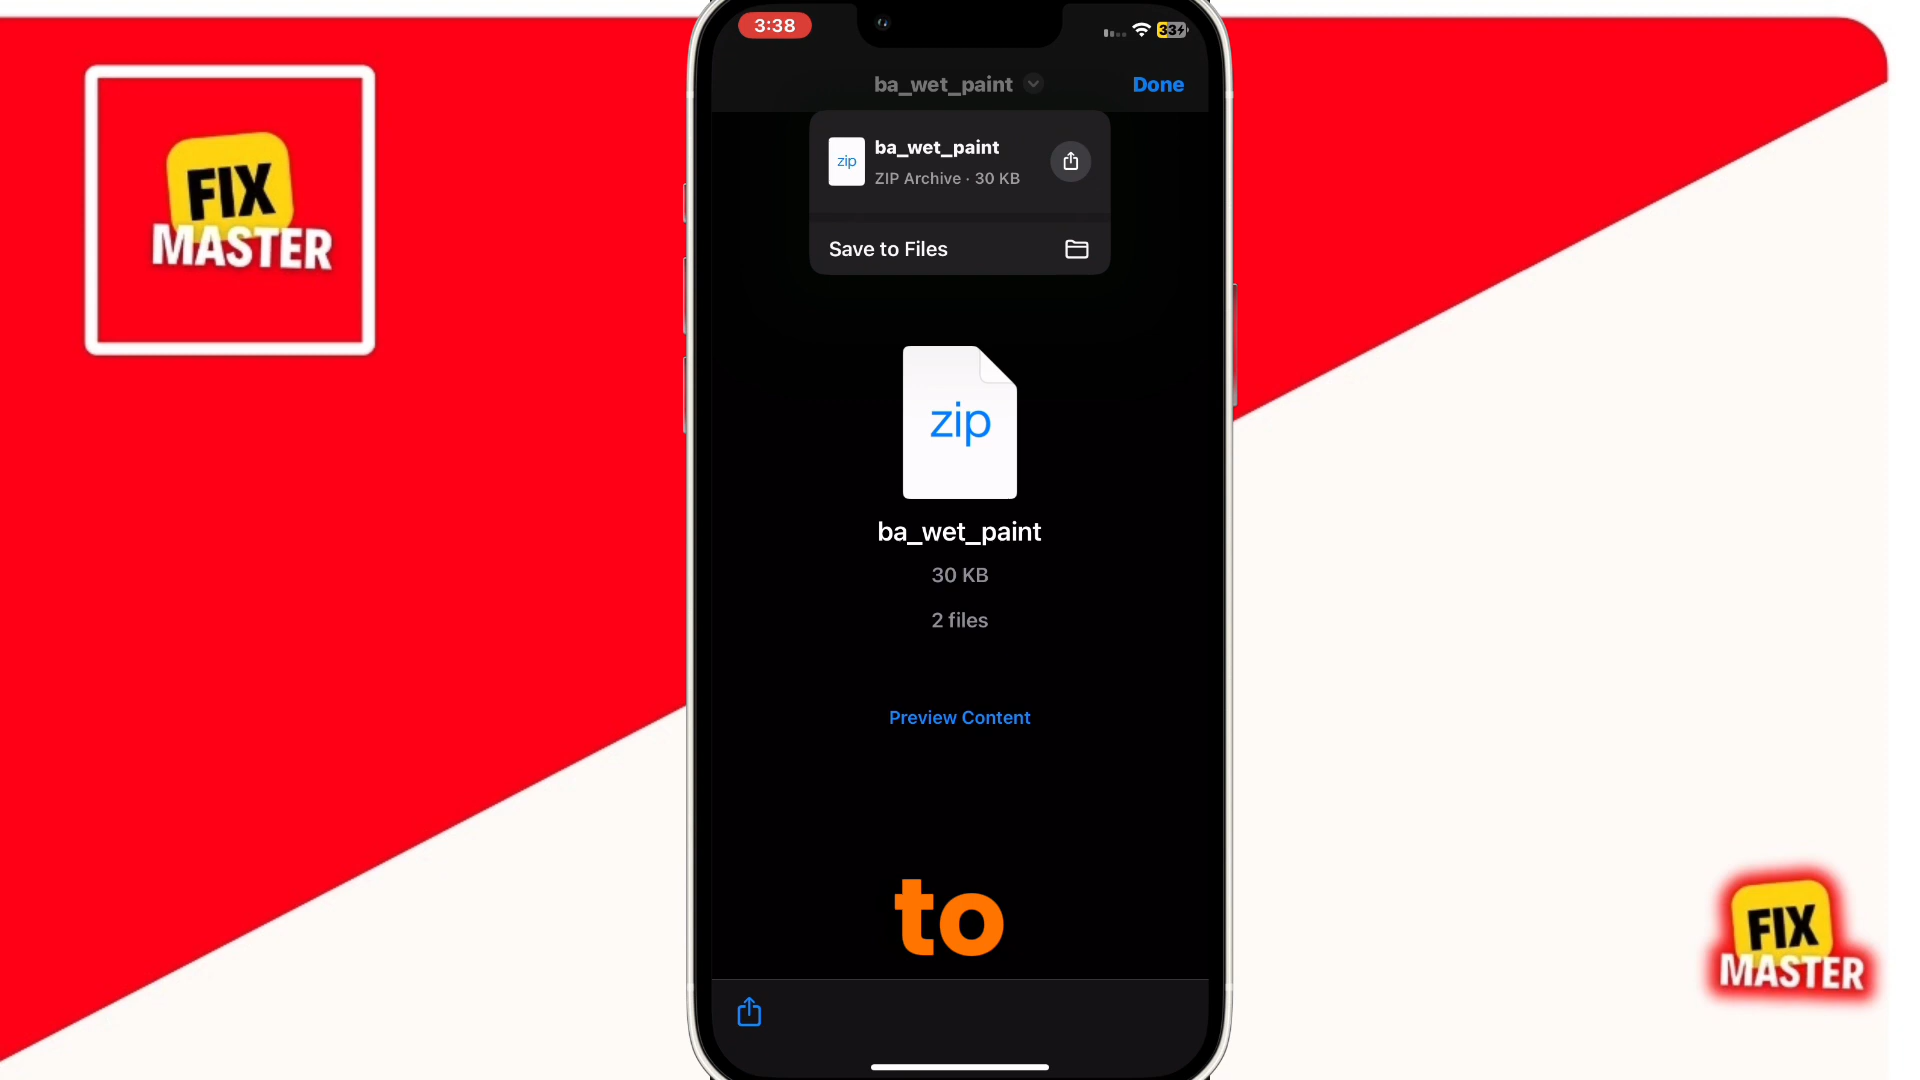 FIX
MASTER
3:38
33
ba_wet_paint
Done
zip
ba_wet_paint
ZIP Archive · 30 KB
Save to Files
zip
ba_wet_paint
30 KB
2 files
Preview Content
to
FIX
MASTER